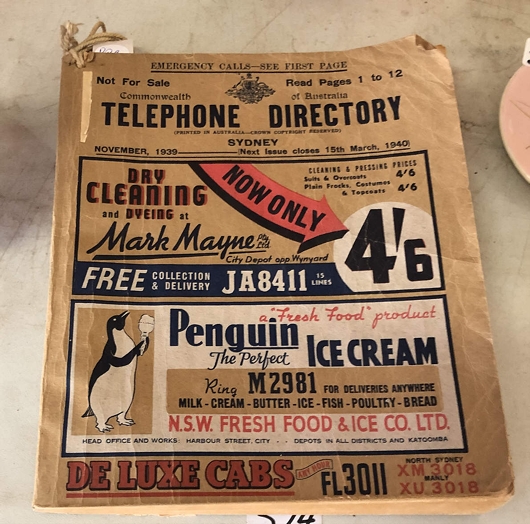 EMERGENCY CALLS—SEE FIRST PAGE
Not For Sale
Read Pages 1 to 12
Commonwealth of Australia
TELEPHONE DIRECTORY
(PRINTED IN AUSTRALIA—CROWN COPYRIGHT RESERVED)
SYDNEY
NOVEMBER, 1939 (Next Issue closes 15th March, 1940)
DRY
CLEANING
and DYEING at
Mark Mayne Pty. Ltd.
City Depot opp. Wynyard
NOW ONLY
CLEANING & PRESSING PRICES
Suits & Overcoats 4/6
Plain Frocks, Costumes
& Topcoats 4/6
4/6
FREE COLLECTION & DELIVERY JA8411 15 LINES
a "Fresh Food" product
Penguin
The Perfect ICE CREAM
Ring M2981 FOR DELIVERIES ANYWHERE
MILK - CREAM - BUTTER - ICE - FISH - POULTRY - BREAD
N.S.W. FRESH FOOD & ICE CO. LTD.
HEAD OFFICE AND WORKS: HARBOUR STREET, CITY . . DEPOTS IN ALL DISTRICTS AND KATOOMBA
DE LUXE CABS ANY HOUR FL3011
NORTH SYDNEY
XM 3018
MANLY
XU 3018